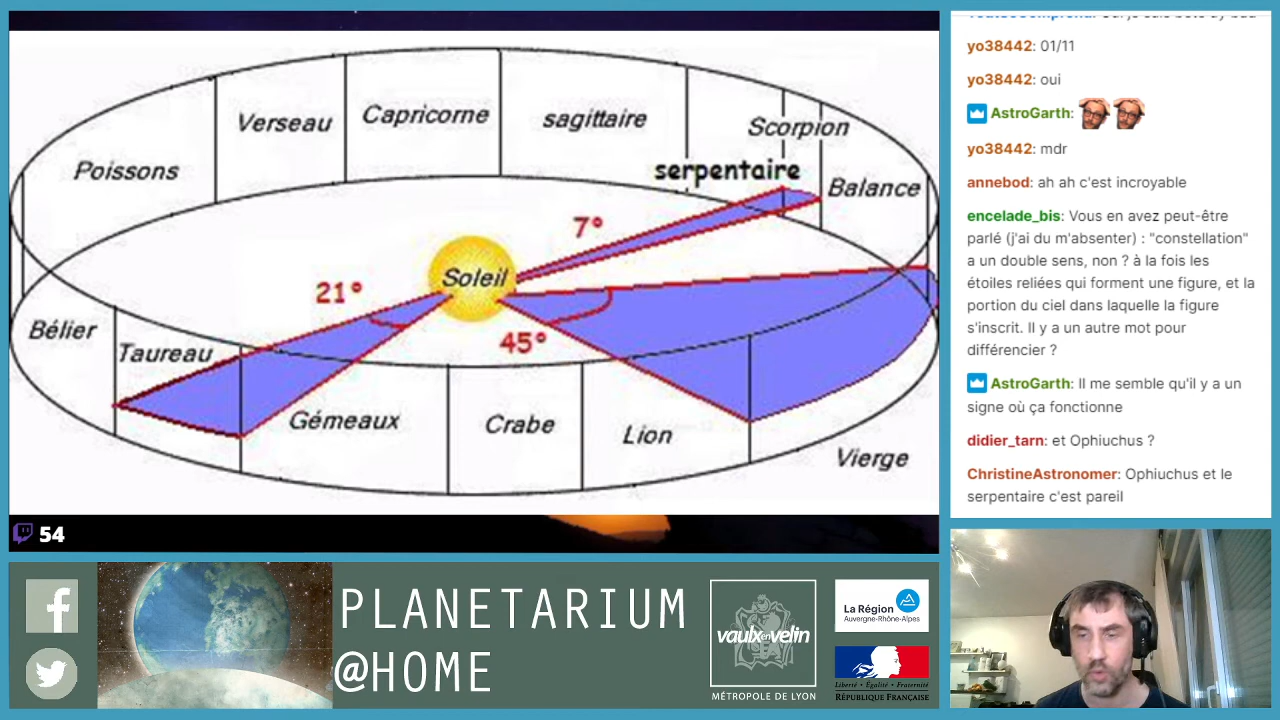 Verseau
Capricorne
sagittaire
Scorpion
Poissons
serpentaire
Balance
7°
Soleil
21°
45°
Bélier
Taureau
Gémeaux
Crabe
Lion
Vierge
54
PLANETARIUM
@HOME
vaulx en velin
MÉTROPOLE DE LYON
La Région
Auvergne-Rhône-Alpes
Liberté • Égalité • Fraternité
RÉPUBLIQUE FRANÇAISE
yo38442: 01/11
yo38442: oui
AstroGarth:
yo38442: mdr
annebod: ah ah c'est incroyable
encelade_bis: Vous en avez peut-être
parlé (j'ai du m'absenter) : "constellation"
a un double sens, non ? à la fois les
étoiles reliées qui forment une figure, et la
portion du ciel dans laquelle la figure
s'inscrit. Il y a un autre mot pour
différencier ?
AstroGarth: Il me semble qu'il y a un
signe où ça fonctionne
didier_tarn: et Ophiuchus ?
ChristineAstronomer: Ophiuchus et le
serpentaire c'est pareil